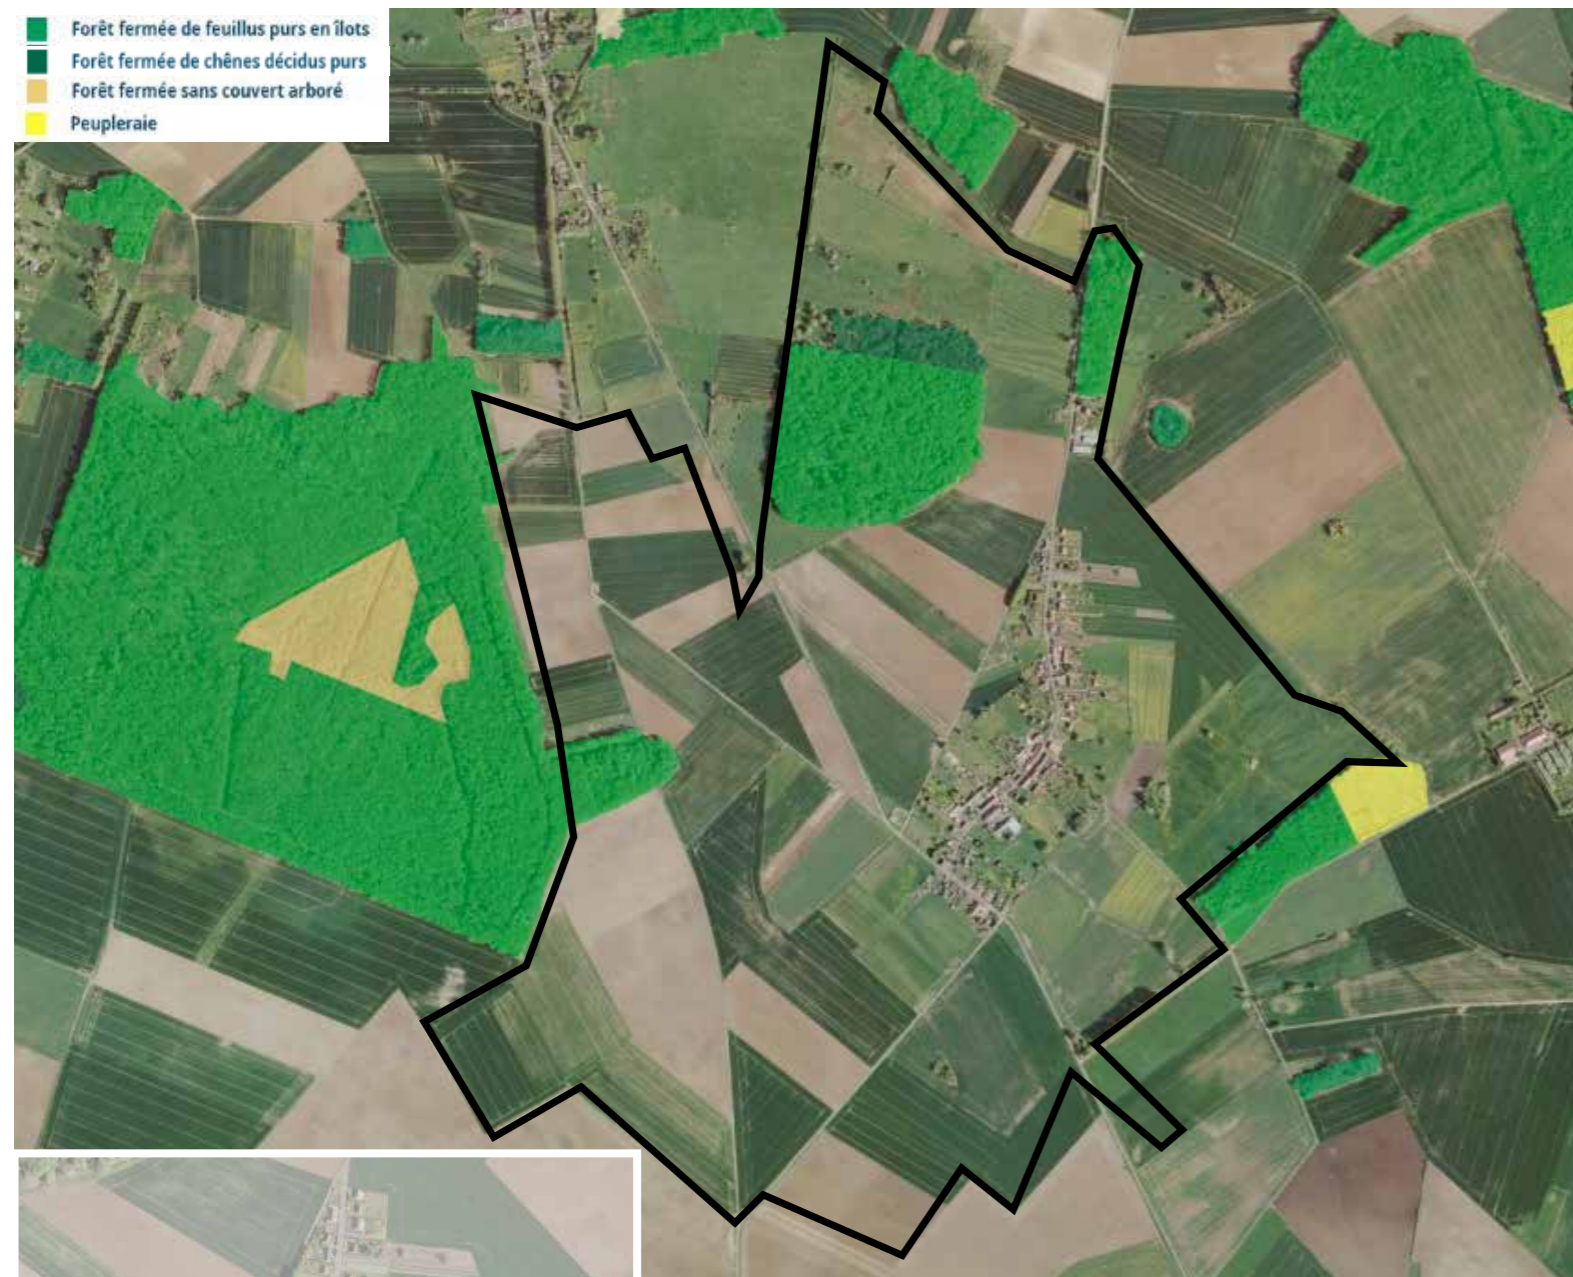 Forêt fermée de feuillus purs en îlots
Forêt fermée de chênes décidus purs
Forêt fermée sans couvert arboré
Peupleraie